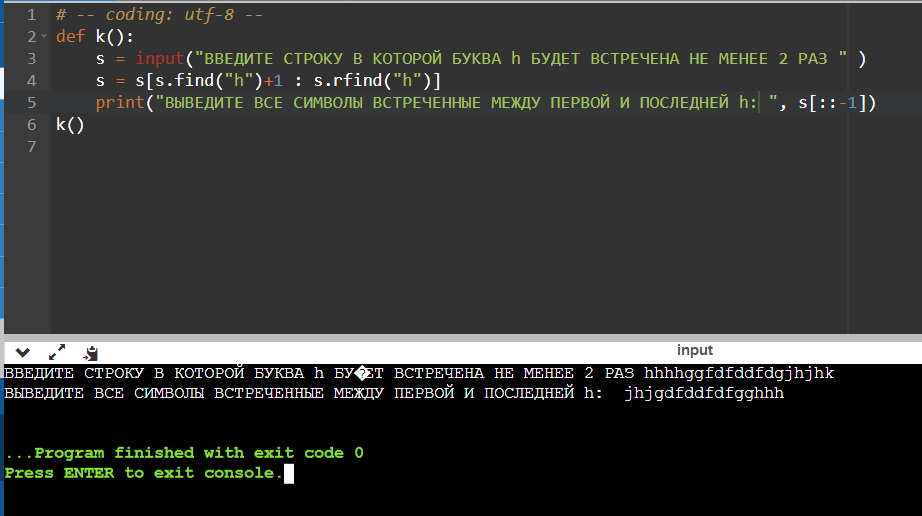 1 # -- coding: utf-8 --
2 def k():
3 s = input("ВВЕДИТЕ СТРОКУ В КОТОРОЙ БУКВА h БУДЕТ ВСТРЕЧЕНА НЕ МЕНЕЕ 2 РАЗ " )
4 s = s[s.find("h")+1 : s.rfind("h")]
5 print("ВЫВЕДИТЕ ВСЕ СИМВОЛЫ ВСТРЕЧЕННЫЕ МЕЖДУ ПЕРВОЙ И ПОСЛЕДНЕЙ h: ", s[::-1])
6 k()
7
input
ВВЕДИТЕ СТРОКУ В КОТОРОЙ БУКВА h БУ�ЕТ ВСТРЕЧЕНА НЕ МЕНЕЕ 2 РАЗ hhhhggfdfddfdgjhjhk
ВЫВЕДИТЕ ВСЕ СИМВОЛЫ ВСТРЕЧЕННЫЕ МЕЖДУ ПЕРВОЙ И ПОСЛЕДНЕЙ h:  jhjgdfddfdfgghhh
...Program finished with exit code 0
Press ENTER to exit console.